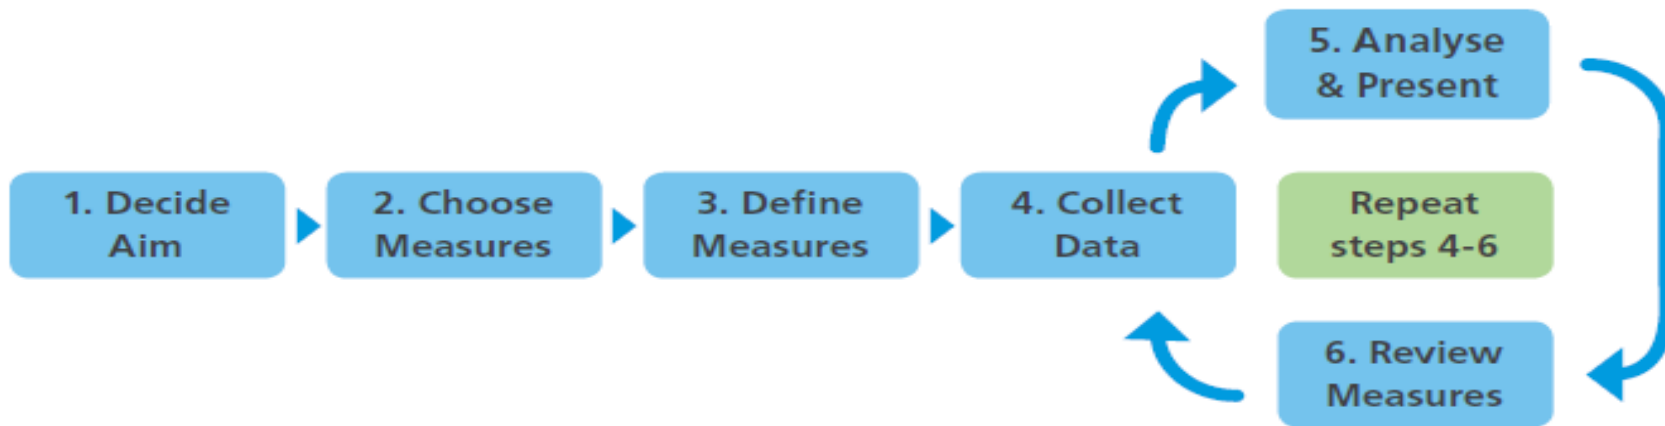 1. Decide
Aim
2. Choose
Measures
3. Define
Measures
4. Collect
Data
5. Analyse
& Present
6. Review
Measures
Repeat
steps 4-6